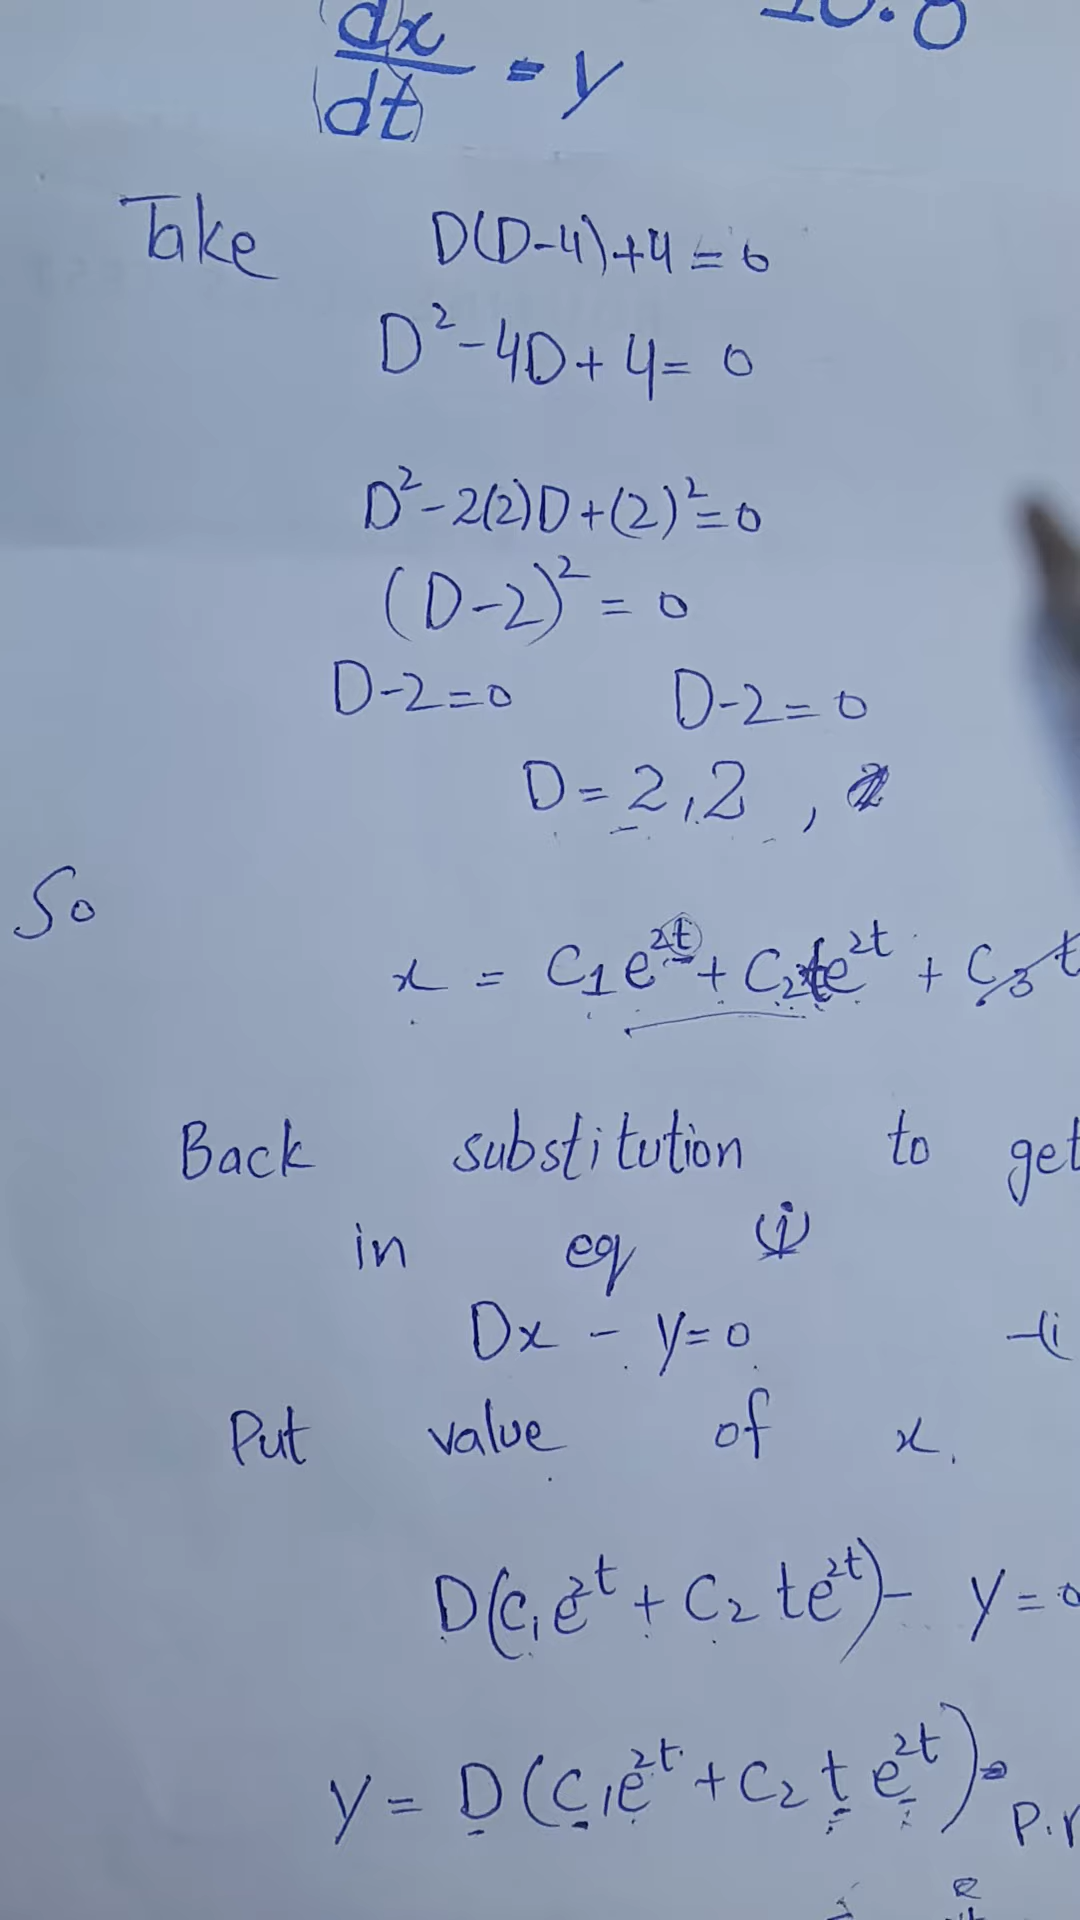 10.8
dx/dt = y
Take D(D-4)+4=0
D²-4D+4=0
D²-2(2)D+(2)²=0
(D-2)²=0
D-2=0 D-2=0
D=2,2,
So
x = C₁e^2t + C₂te^2t + C₃t
Back substitution to get
in eq (i)
Dx - y=0 -(i
Put value of x.
D(C₁e^2t + C₂te^2t) - y=0
y = D(C₁e^2t + C₂te^2t)
P.r